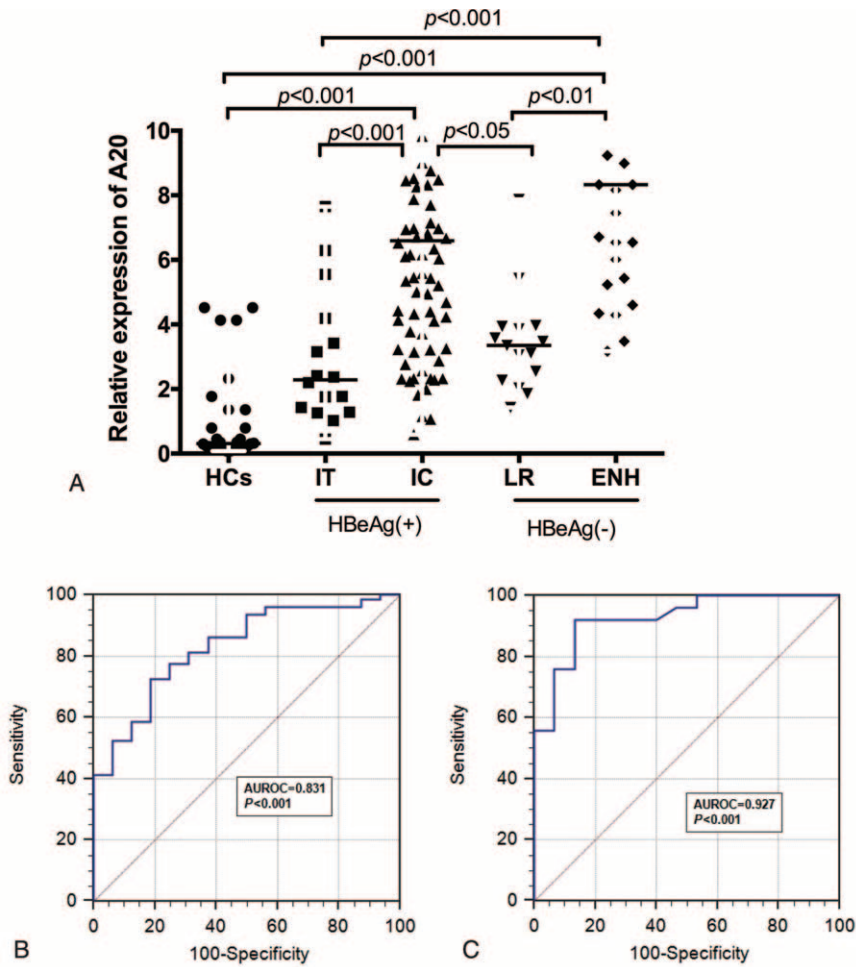 p<0.001
p<0.001
p<0.001
p<0.01
p<0.001
p<0.05
Relative expression of A20
10
8
6
4
2
0
HCs IT IC LR ENH
HBeAg(+) HBeAg(-)
A
100
80
60
40
20
0
Sensitivity
AUROC=0.831
P<0.001
0 20 40 60 80 100
100-Specificity
B
100
80
60
40
20
0
Sensitivity
AUROC=0.927
P<0.001
0 20 40 60 80 100
100-Specificity
C